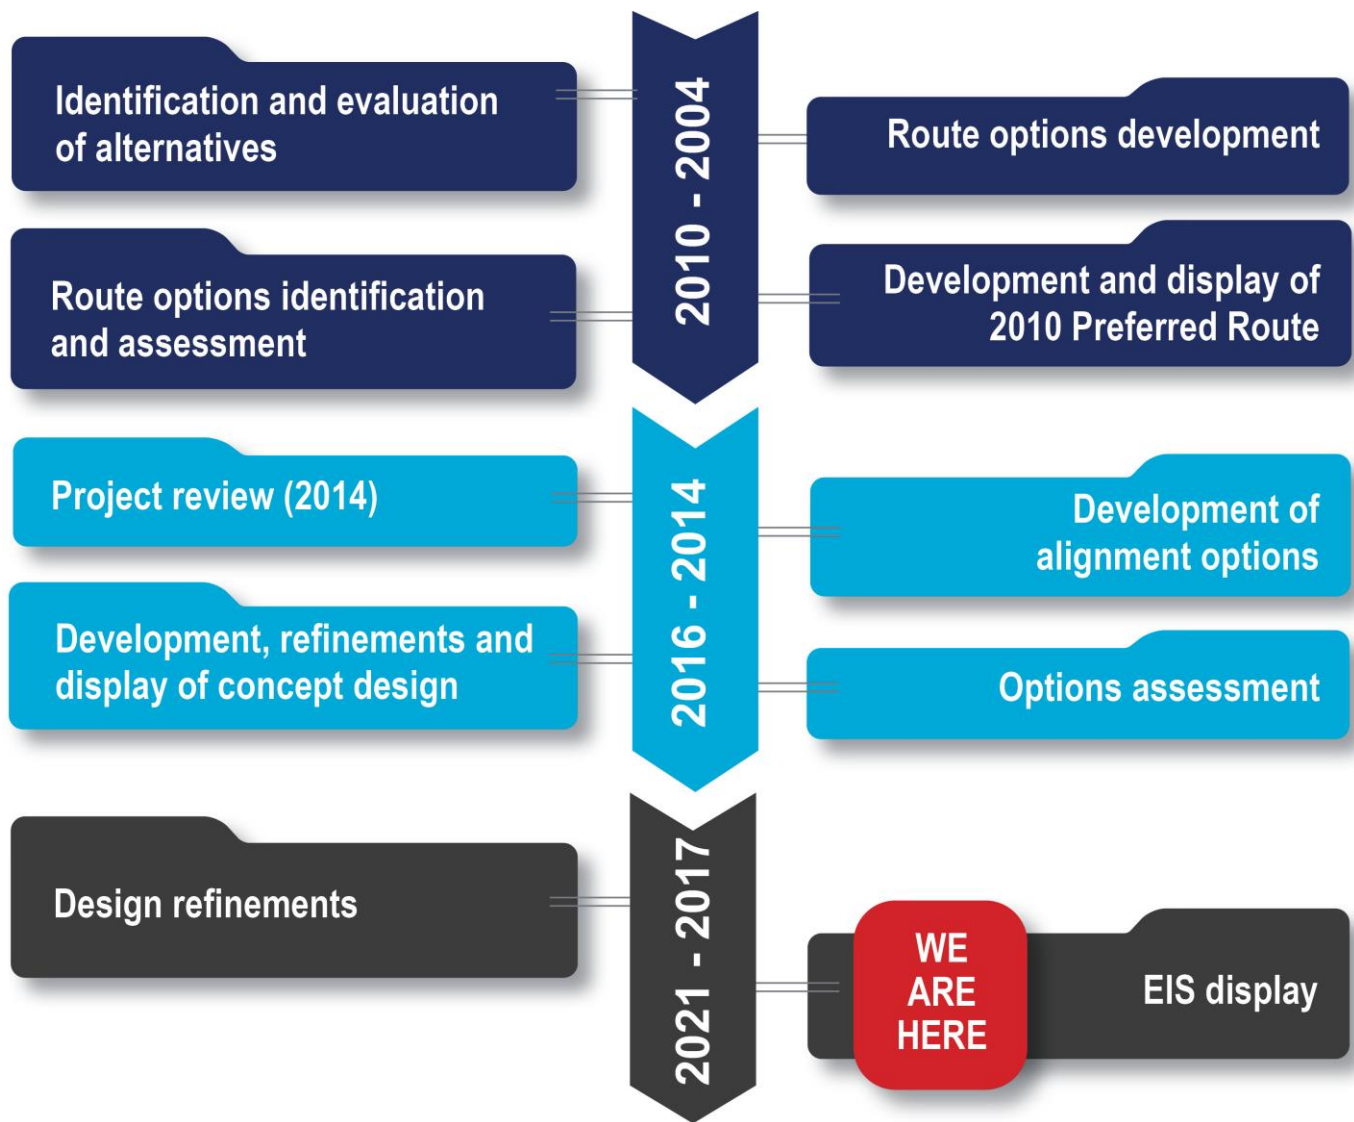 Identification and evaluation
of alternatives
Route options development
2010 - 2004
Route options identification
and assessment
Development and display of
2010 Preferred Route
Project review (2014)
Development of
alignment options
2016 - 2014
Development, refinements and
display of concept design
Options assessment
Design refinements
2021 - 2017
WE
ARE
HERE
EIS display